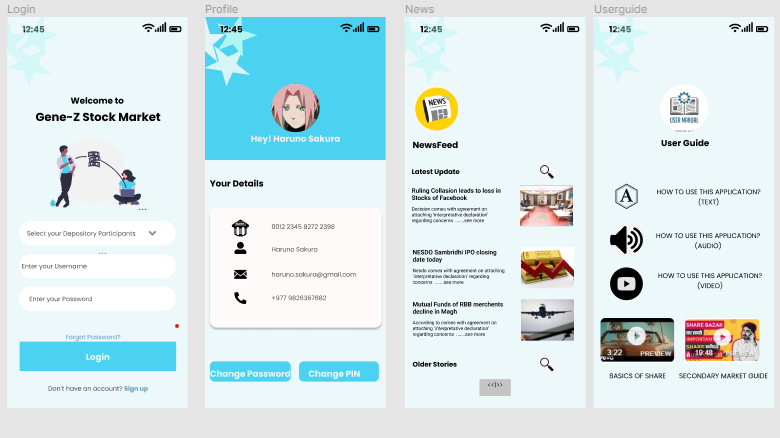 Login
12:45
Welcome to
Gene-Z Stock Market
Select your Depository Participants
Enter your Username
Enter your Password
Forgot Password?
Login
Don't have an account? Sign up
Profile
12:45
Hey! Haruno Sakura
Your Details
0012 2345 8272 2398
Haruno Sakura
haruno.sakura@gmail.com
+977 9826367682
Change Password
Change PIN
News
12:45
NEWS
NewsFeed
Latest Update
Ruling Collasion leads to loss in
Stocks of Facebook
Decision comes with agreement on
attaching 'interpretative declaration'
regarding concerns .......see more
NESDO Sambridhi IPO closing
date today
Nesdo comes with agreement on attaching
'interpretative declaration' regarding
concerns .......see more
Mutual Funds of RBB merchents
decline in Magh
According to comes with agreement on
attaching 'interpretative declaration'
regarding concerns .......see more
Older Stories
<<1>>
Userguide
12:45
USER MANUAL
User Guide
A
HOW TO USE THIS APPLICATION?
(TEXT)
HOW TO USE THIS APPLICATION?
(AUDIO)
HOW TO USE THIS APPLICATION?
(VIDEO)
3:22
PREVIEW
SHARE BAZAR
IMPORTAN
SHARE
19:48
PREVIEW
BASICS OF SHARE
SECONDARY MARKET GUIDE